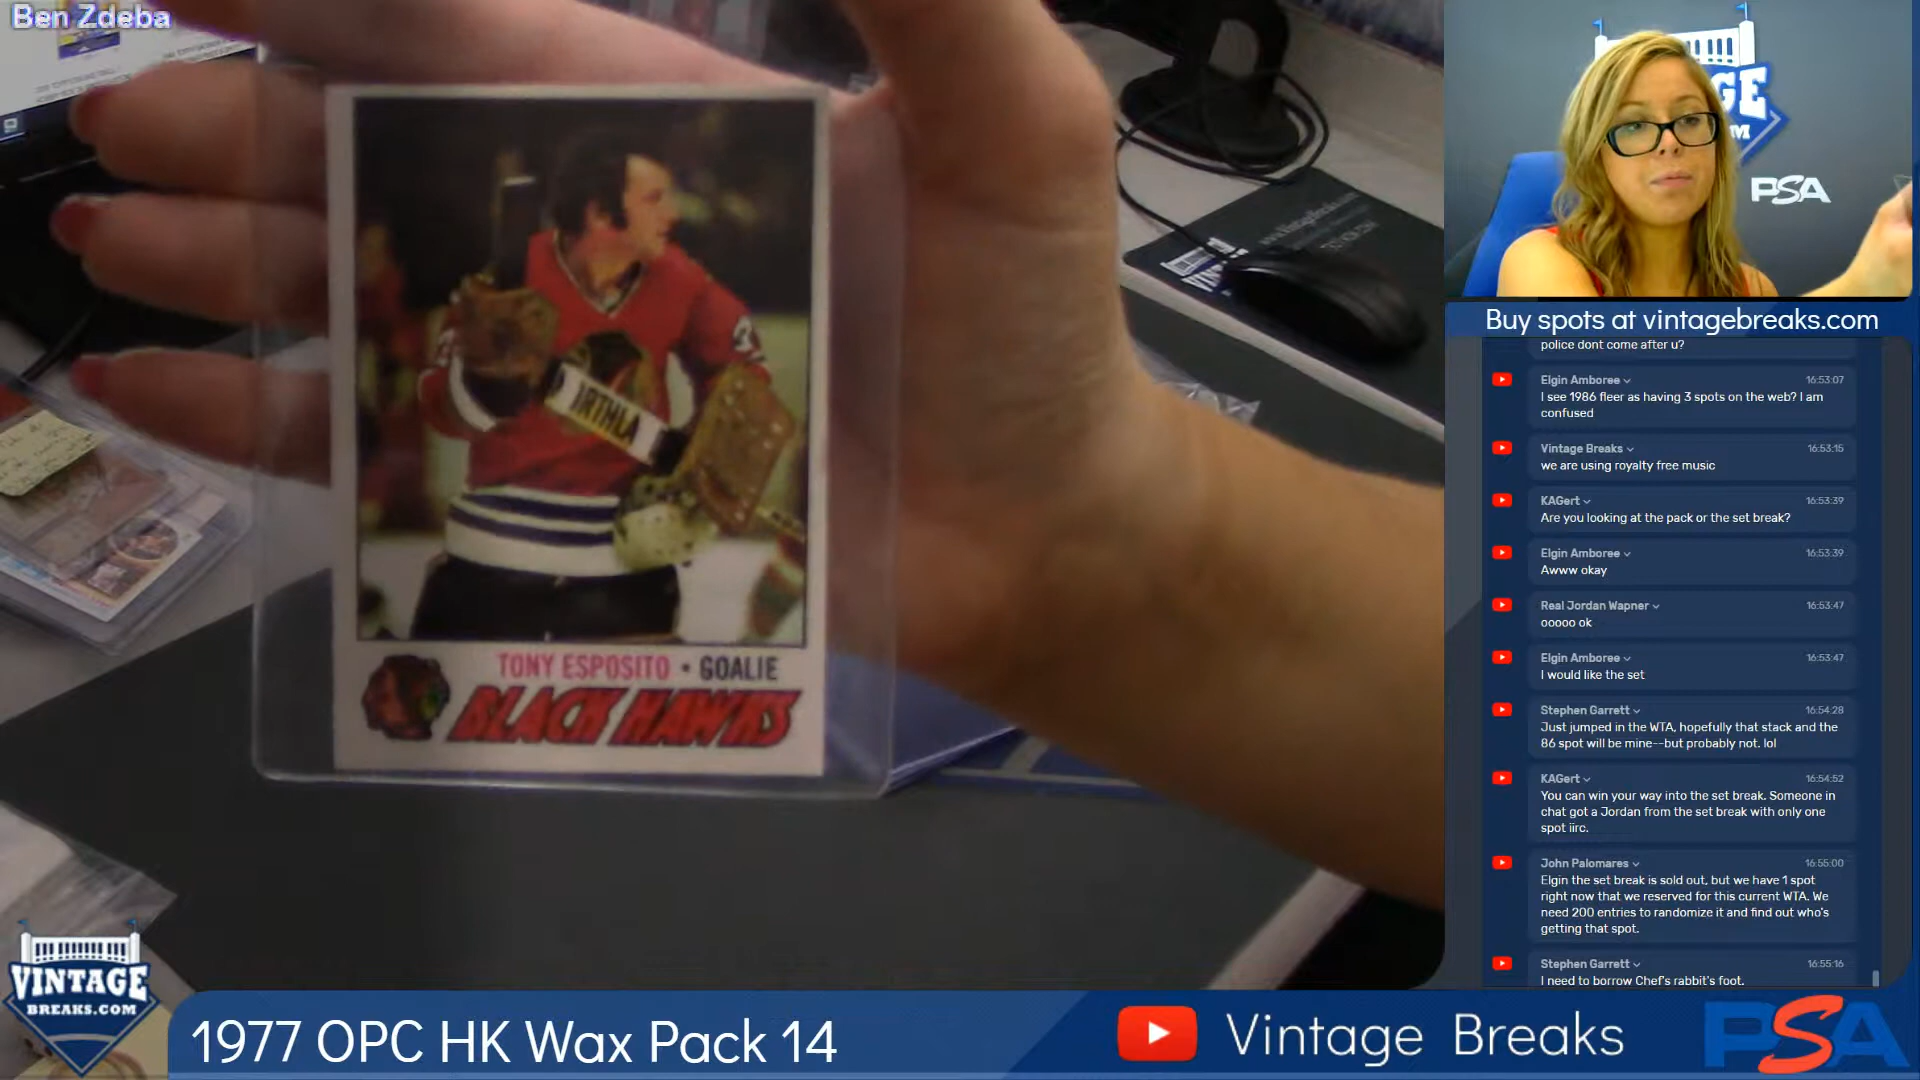 Ben Zdeba
TONY ESPOSITO • GOALIE
BLACK HAWKS
VINTAGE
BREAKS.COM
1977 OPC HK Wax Pack 14
Vintage Breaks
PSA
GE
M
PSA
Buy spots at vintagebreaks.com
police dont come after u?
Elgin Amboree 16:53:07
I see 1986 fleer as having 3 spots on the web? I am
confused
Vintage Breaks 16:53:15
we are using royalty free music
KAGert 16:53:39
Are you looking at the pack or the set break?
Elgin Amboree 16:53:39
Awww okay
Real Jordan Wapner 16:53:47
ooooo ok
Elgin Amboree 16:53:47
I would like the set
Stephen Garrett 16:54:28
Just jumped in the WTA, hopefully that stack and the
86 spot will be mine--but probably not. lol
KAGert 16:54:52
You can win your way into the set break. Someone in
chat got a Jordan from the set break with only one
spot iirc.
John Palomares 16:55:00
Elgin the set break is sold out, but we have 1 spot
right now that we reserved for this current WTA. We
need 200 entries to randomize it and find out who's
getting that spot.
Stephen Garrett 16:55:16
I need to borrow Chef's rabbit's foot.